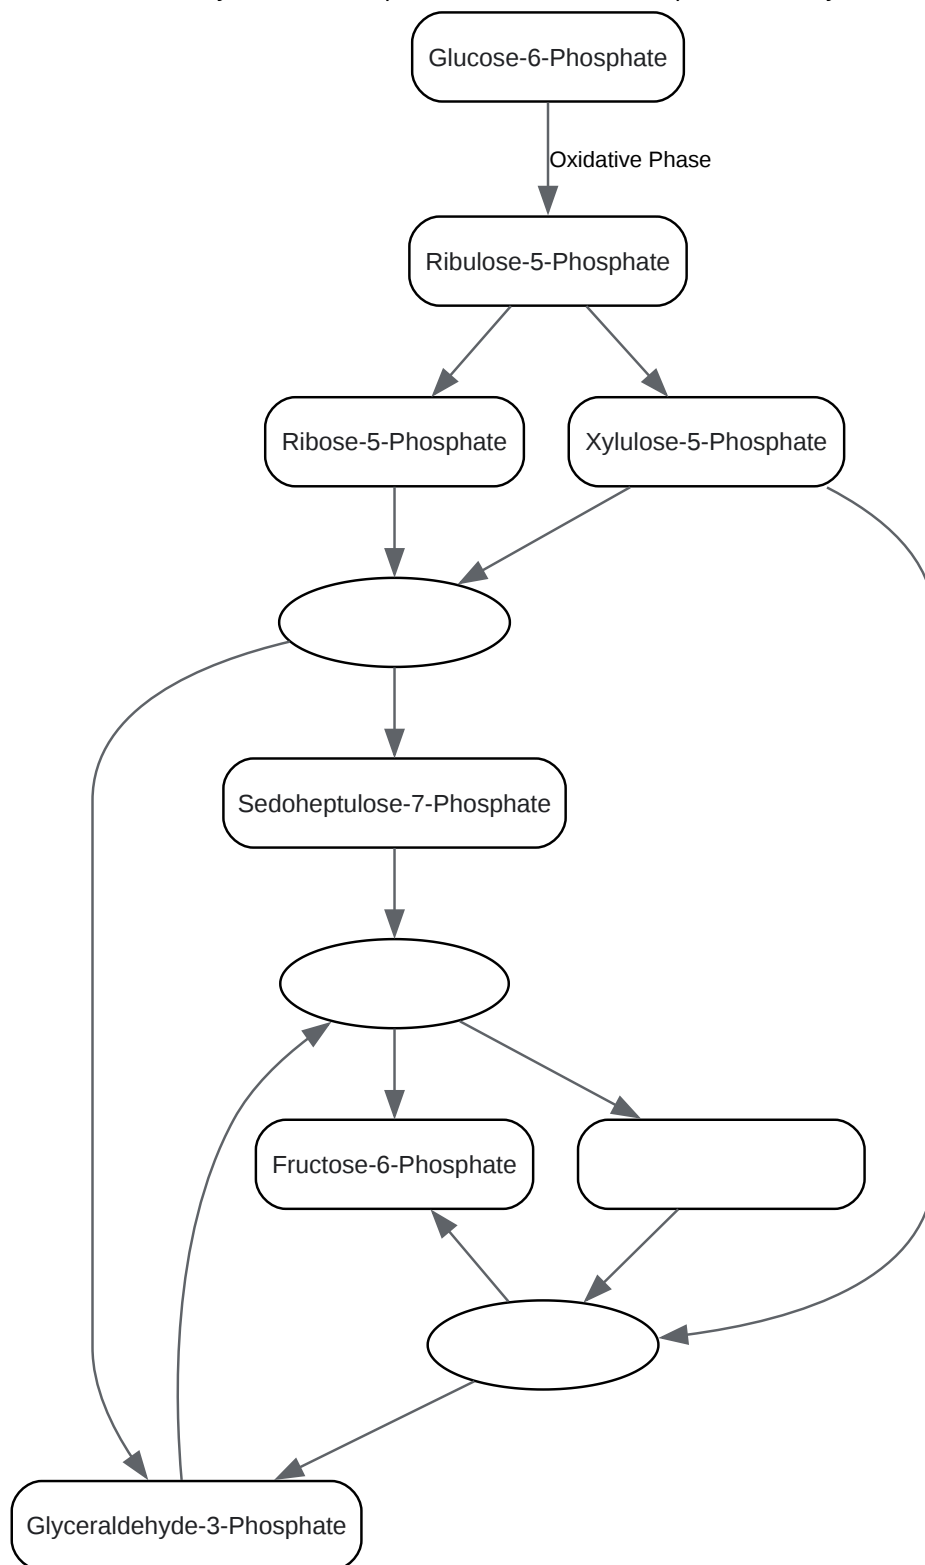 Glucose-6-Phosphate
Oxidative Phase
Ribulose-5-Phosphate
Ribose-5-Phosphate
Xylulose-5-Phosphate
Sedoheptulose-7-Phosphate
Fructose-6-Phosphate
Glyceraldehyde-3-Phosphate